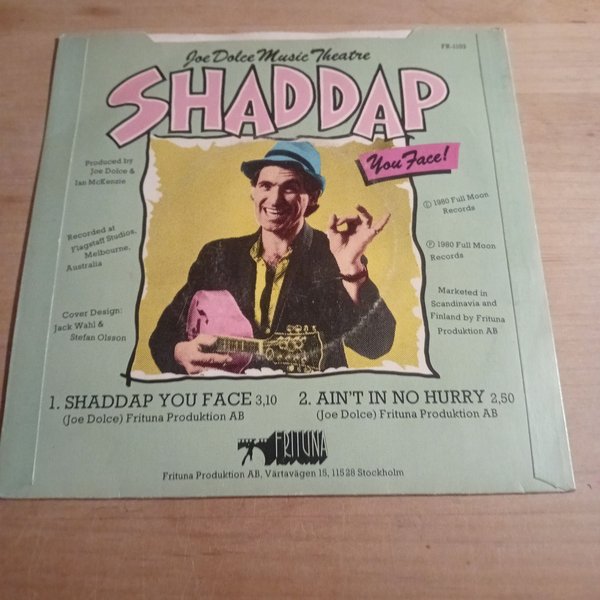 FR-1103
Joe Dolce Music Theatre
SHADDAP
You Face!
Produced by
Joe Dolce &
Ian McKenzie
Recorded at
Flagstaff Studios,
Melbourne,
Australia
Cover Design:
Jack Wahl &
Stefan Olsson
© 1980 Full Moon
Records
℗ 1980 Full Moon
Records
Marketed in
Scandinavia and
Finland by Frituna
Produktion AB
1. SHADDAP YOU FACE 3,10
(Joe Dolce) Frituna Produktion AB
2. AIN'T IN NO HURRY 2,50
(Joe Dolce) Frituna Produktion AB
FRITUNA
Frituna Produktion AB, Värtavägen 15, 115 28 Stockholm